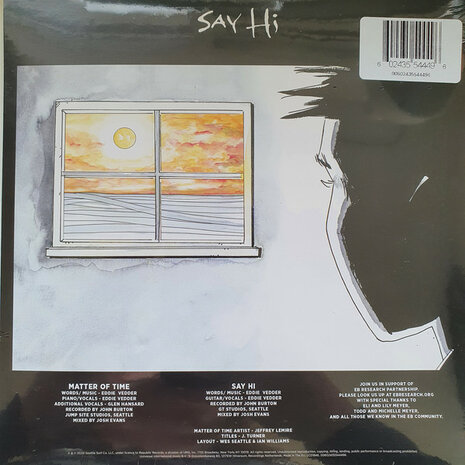 SAY Hi
6 02435 54449 6
00602435544496
MATTER OF TIME
WORDS/ MUSIC - EDDIE VEDDER
PIANO/VOCALS - EDDIE VEDDER
ADDITIONAL VOCALS - GLEN HANSARD
RECORDED BY JOHN BURTON
JUMP SITE STUDIOS, SEATTLE
MIXED BY JOSH EVANS
SAY HI
WORDS/ MUSIC - EDDIE VEDDER
GUITAR/VOCALS - EDDIE VEDDER
RECORDED BY JOHN BURTON
GT STUDIOS, SEATTLE
MIXED BY JOSH EVANS
JOIN US IN SUPPORT OF
EB RESEARCH PARTNERSHIP.
PLEASE LOOK US UP AT EBRESEARCH.ORG
WITH SPECIAL THANKS TO
ELI AND LILY MEYER,
TODD AND MICHELLE MEYER,
AND ALL THOSE WE KNOW IN THE EB COMMUNITY.
MATTER OF TIME ARTIST - JEFFREY LEMIRE
TITLES - J. TURNER
LAYOUT - WES SEATTLE & IAN WILLIAMS